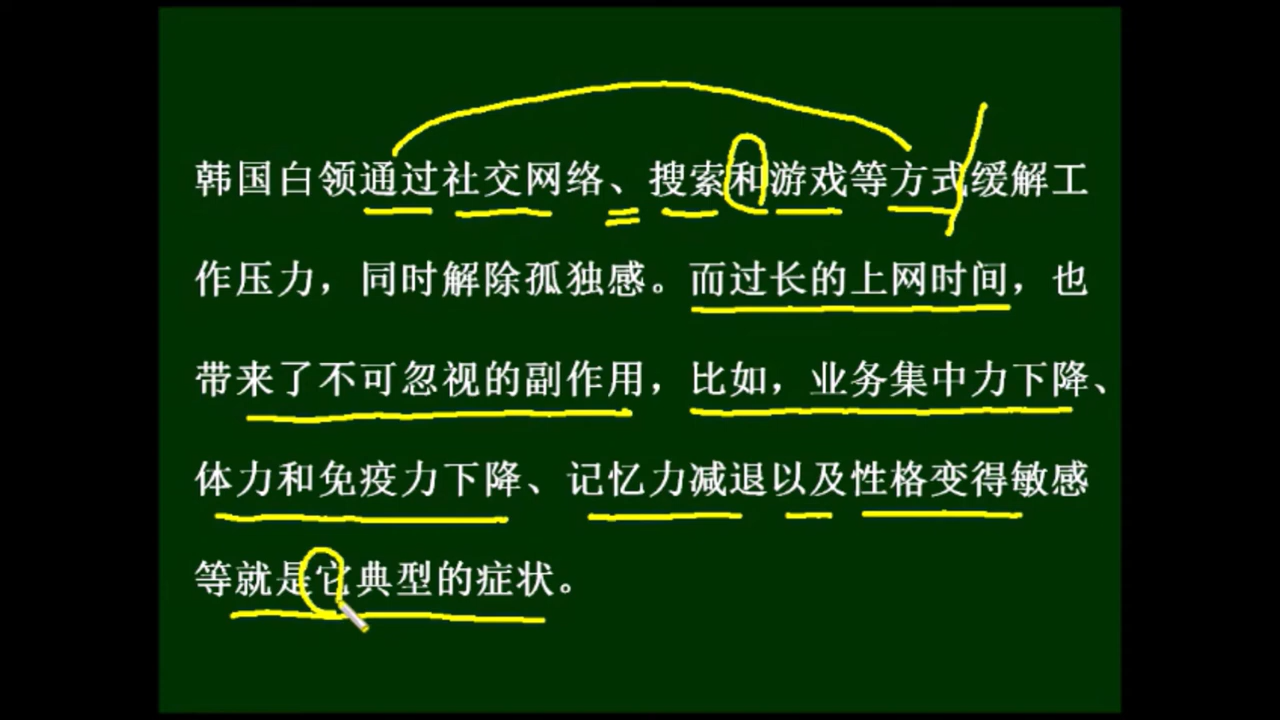 韩国白领通过社交网络、搜索和游戏等方式缓解工
作压力，同时解除孤独感。而过长的上网时间，也
带来了不可忽视的副作用，比如，业务集中力下降、
体力和免疫力下降、记忆力减退以及性格变得敏感
等就是它典型的症状。